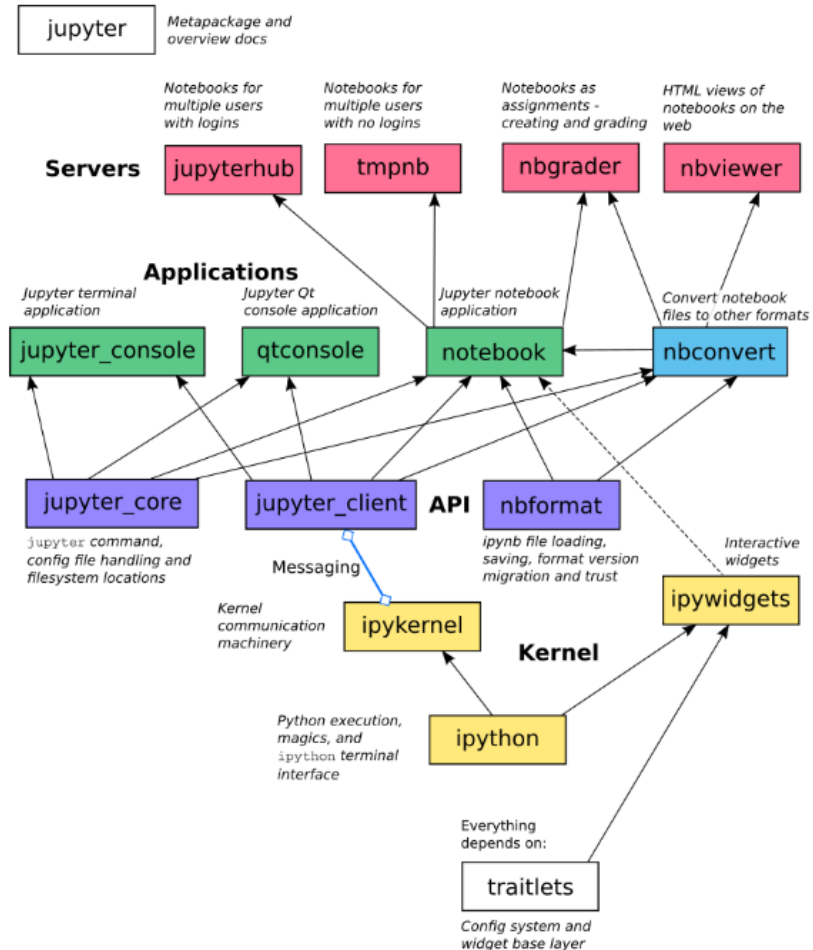 jupyter
Metapackage and
overview docs
Notebooks for
multiple users
with logins
Notebooks for
multiple users
with no logins
Notebooks as
assignments -
creating and grading
HTML views of
notebooks on the
web
Servers
jupyterhub
tmpnb
nbgrader
nbviewer
Applications
Jupyter terminal
application
Jupyter Qt
console application
Jupyter notebook
application
Convert notebook
files to other formats
jupyter_console
qtconsole
notebook
nbconvert
jupyter_core
jupyter_client
API
nbformat
jupyter command,
config file handling and
filesystem locations
ipynb file loading,
saving, format version
migration and trust
Interactive
widgets
Messaging
Kernel
communication
machinery
ipykernel
ipywidgets
Kernel
Python execution,
magics, and
ipython terminal
interface
ipython
Everything
depends on:
traitlets
Config system and
widget base layer